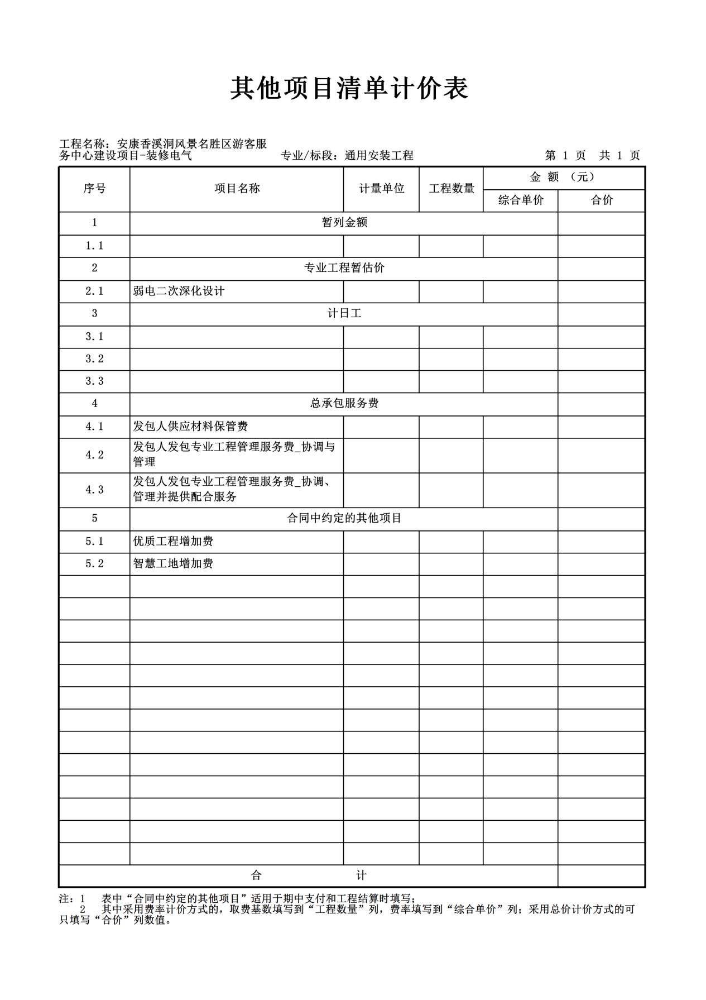 其他项目清单计价表
工程名称：安康香溪洞风景名胜区游客服
务中心建设项目-装修电气 专业/标段：通用安装工程 第 1 页 共 1 页
序号 项目名称 计量单位 工程数量 金 额 （元）
综合单价 合价
1 暂列金额
1.1
2 专业工程暂估价
2.1 弱电二次深化设计
3 计日工
3.1
3.2
3.3
4 总承包服务费
4.1 发包人供应材料保管费
4.2 发包人发包专业工程管理服务费_协调与
管理
4.3 发包人发包专业工程管理服务费_协调、
管理并提供配合服务
5 合同中约定的其他项目
5.1 优质工程增加费
5.2 智慧工地增加费
合 计
注：1 表中“合同中约定的其他项目”适用于期中支付和工程结算时填写；
2 其中采用费率计价方式的，取费基数填写到“工程数量”列，费率填写到“综合单价”列；采用总价计价方式的可
只填写“合价”列数值。